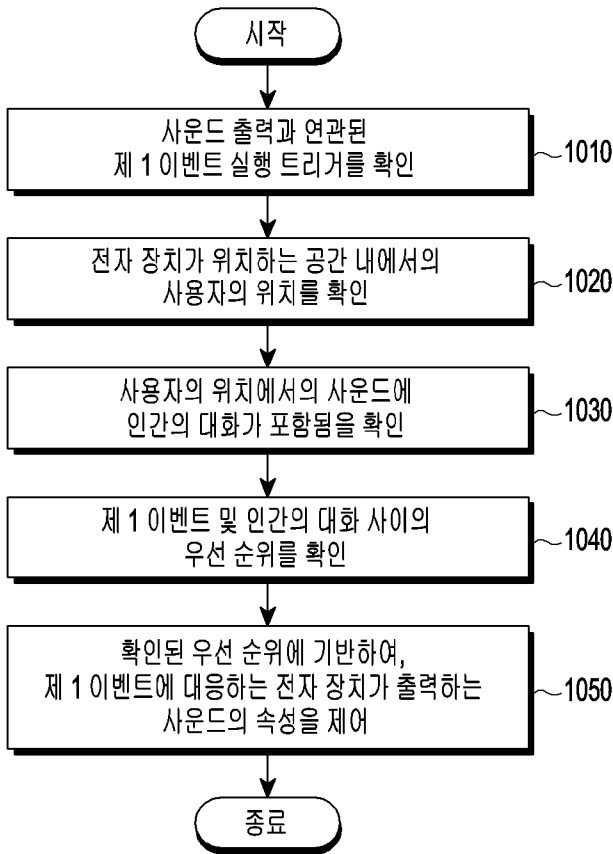 시작
사운드 출력과 연관된
제 1 이벤트 실행 트리거를 확인
1010
전자 장치가 위치하는 공간 내에서의
사용자의 위치를 확인
1020
사용자의 위치에서의 사운드에
인간의 대화가 포함됨을 확인
1030
제 1 이벤트 및 인간의 대화 사이의
우선 순위를 확인
1040
확인된 우선 순위에 기반하여,
제 1 이벤트에 대응하는 전자 장치가 출력하는
사운드의 속성을 제어
1050
종료